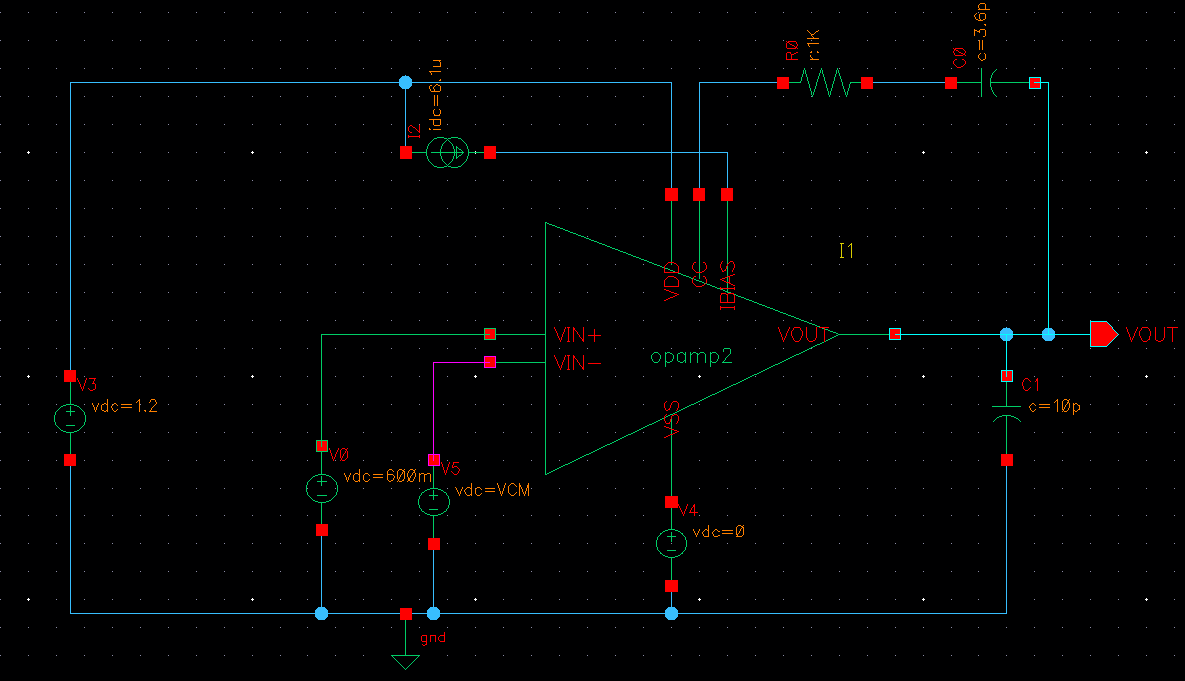 R0
r:1K
C0
c=3.6p
I2
idc=6.1u
I1
VDD
CC
IBIAS
VIN+
VIN-
VOUT
VOUT
opamp2
VSS
V3
vdc=1.2
V0
vdc=600m
V5
vdc=VCM
V4
vdc=0
C1
c=10p
gnd